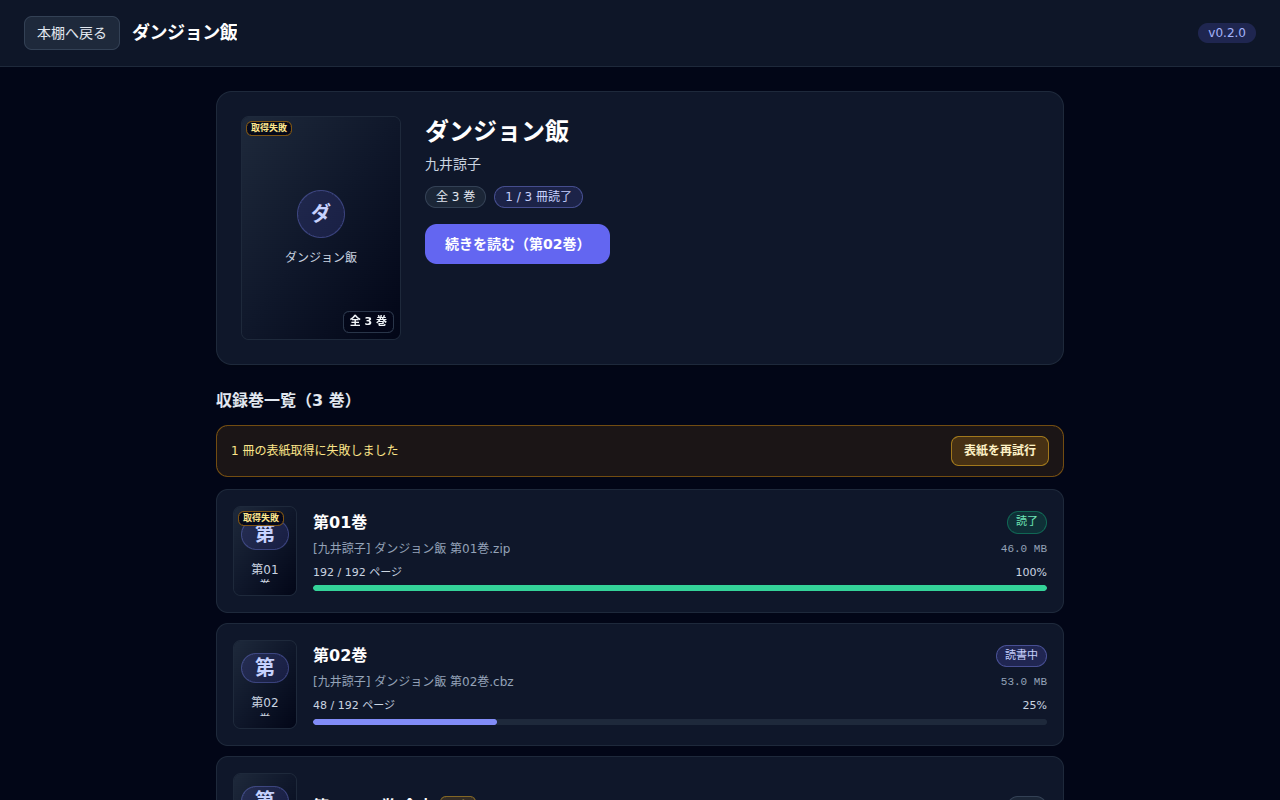 本棚へ戻る
ダンジョン飯
v0.2.0
取得失敗
ダ
ダンジョン飯
全 3 巻
ダンジョン飯
九井諒子
全 3 巻
1 / 3 冊読了
続きを読む（第02巻）
収録巻一覧（3 巻）
1 冊の表紙取得に失敗しました
表紙を再試行
取得失敗
第
第01
第01巻
読了
[九井諒子] ダンジョン飯 第01巻.zip
46.0 MB
192 / 192 ページ
100%
第
第02
第02巻
読書中
[九井諒子] ダンジョン飯 第02巻.cbz
53.0 MB
48 / 192 ページ
25%
第